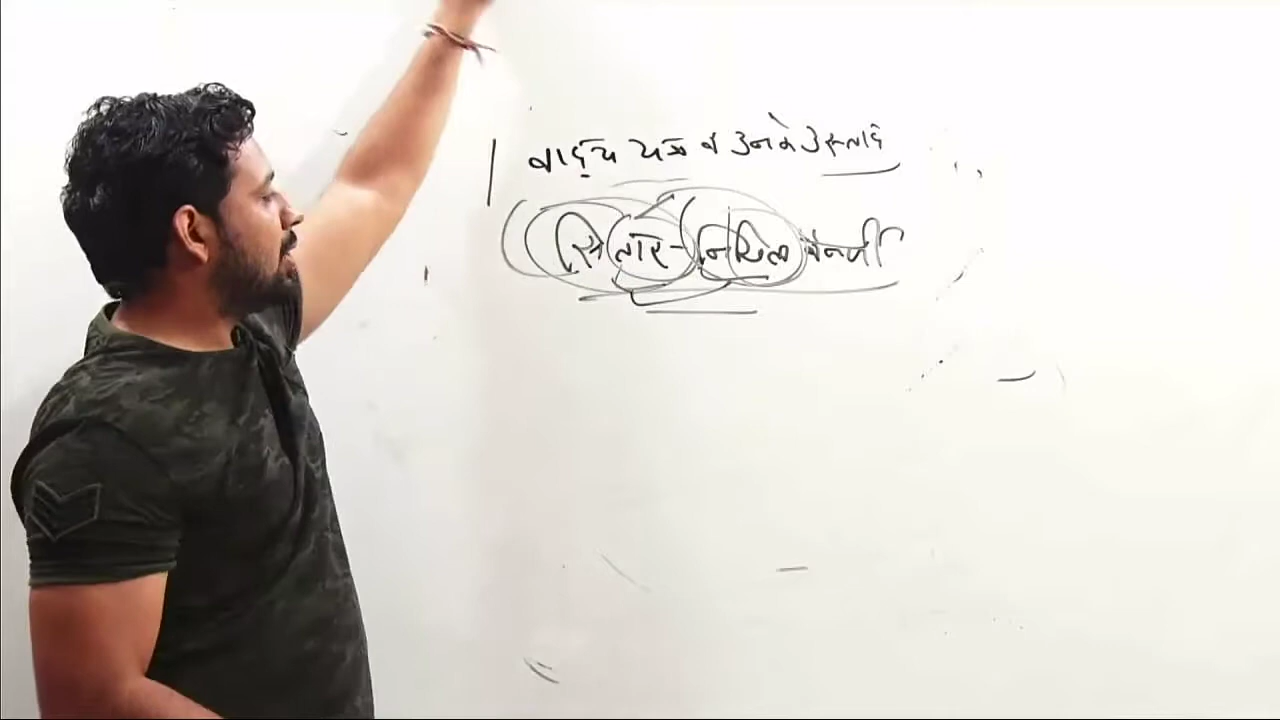 वाद्य यंत्र व उनके उस्ताद
सितार - निखिल बैनर्जी